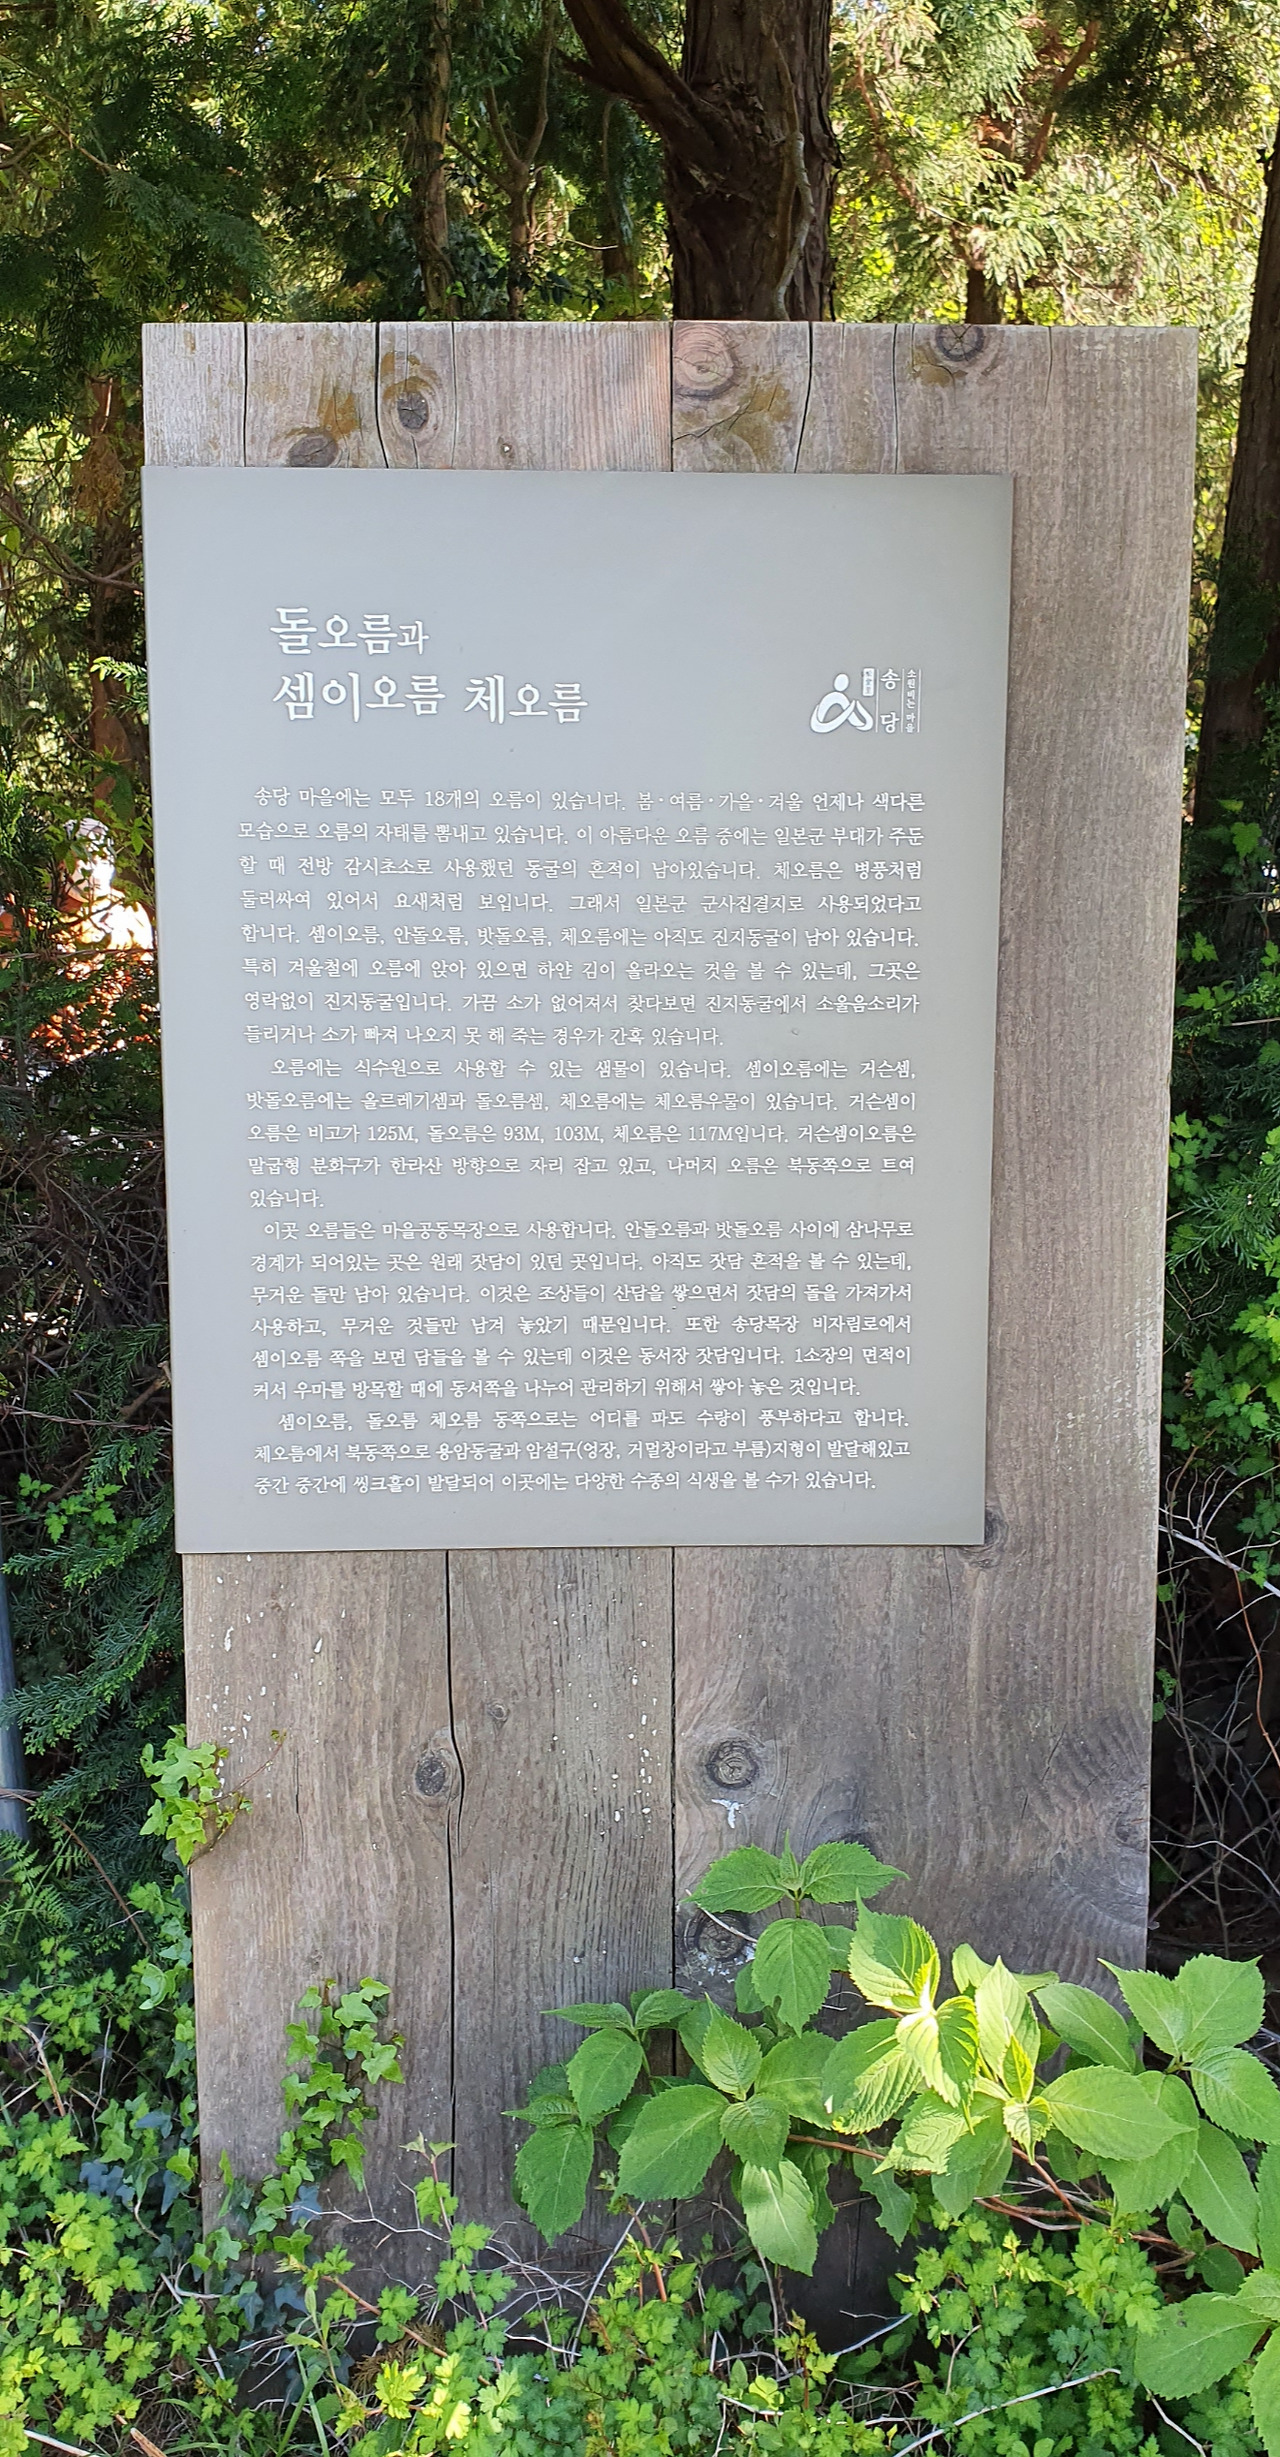 돌오름과
셈이오름 체오름
송당
소원 비는 마을
송당 마을에는 모두 18개의 오름이 있습니다. 봄·여름·가을·겨울 언제나 색다른
모습으로 오름의 자태를 뽐내고 있습니다. 이 아름다운 오름 중에는 일본군 부대가 주둔
할 때 전방 감시초소로 사용했던 동굴의 흔적이 남아있습니다. 체오름은 병풍처럼
둘러싸여 있어서 요새처럼 보입니다. 그래서 일본군 군사집결지로 사용되었다고
합니다. 셈이오름, 안돌오름, 밧돌오름, 체오름에는 아직도 진지동굴이 남아 있습니다.
특히 겨울철에 오름에 앉아 있으면 하얀 김이 올라오는 것을 볼 수 있는데, 그곳은
영락없이 진지동굴입니다. 가끔 소가 없어져서 찾다보면 진지동굴에서 소울음소리가
들리거나 소가 빠져 나오지 못 해 죽는 경우가 간혹 있습니다.
오름에는 식수원으로 사용할 수 있는 샘물이 있습니다. 셈이오름에는 거슨셈,
밧돌오름에는 올르레기셈과 돌오름셈, 체오름에는 체오름우물이 있습니다. 거슨셈이
오름은 비고가 125M, 돌오름은 93M, 103M, 체오름은 117M입니다. 거슨셈이오름은
말굽형 분화구가 한라산 방향으로 자리 잡고 있고, 나머지 오름은 북동쪽으로 트여
있습니다.
이곳 오름들은 마을공동목장으로 사용합니다. 안돌오름과 밧돌오름 사이에 삼나무로
경계가 되어있는 곳은 원래 잣담이 있던 곳입니다. 아직도 잣담 흔적을 볼 수 있는데,
무거운 돌만 남아 있습니다. 이것은 조상들이 산담을 쌓으면서 잣담의 돌을 가져가서
사용하고, 무거운 것들만 남겨 놓았기 때문입니다. 또한 송당목장 비자림로에서
셈이오름 쪽을 보면 담들을 볼 수 있는데 이것은 동서장 잣담입니다. 1소장의 면적이
커서 우마를 방목할 때에 동서쪽을 나누어 관리하기 위해서 쌓아 놓은 것입니다.
셈이오름, 돌오름 체오름 동쪽으로는 어디를 파도 수량이 풍부하다고 합니다.
체오름에서 북동쪽으로 용암동굴과 암설구(엉장, 거멀창이라고 부름)지형이 발달해있고
중간 중간에 씽크홀이 발달되어 이곳에는 다양한 수종의 식생을 볼 수가 있습니다.